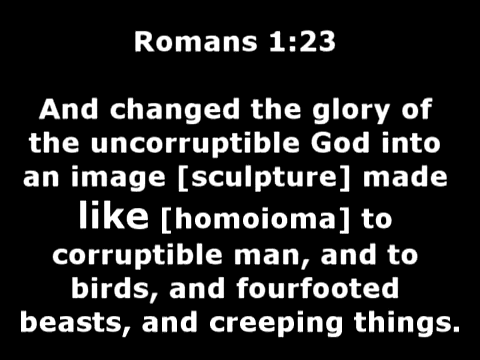 Romans 1:23
And changed the glory of
the uncorruptible God into
an image [sculpture] made
like [homoioma] to
corruptible man, and to
birds, and fourfooted
beasts, and creeping things.